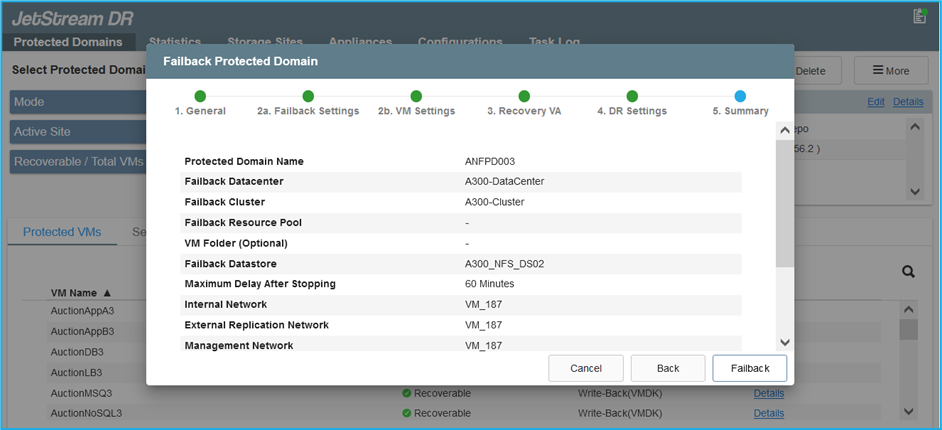 JetStream DR
Protected Domains Statistics Storage Sites Appliances Configurations Task Log
Select Protected Domai
Delete
More
Failback Protected Domain
1. General 2a. Failback Settings 2b. VM Settings 3. Recovery VA 4. DR Settings 5. Summary
Mode
Edit Details
Active Site
epo
Recoverable / Total VMs
56.2 )
Protected Domain Name ANFPD003
Failback Datacenter A300-DataCenter
Failback Cluster A300-Cluster
Failback Resource Pool -
VM Folder (Optional) -
Failback Datastore A300_NFS_DS02
Maximum Delay After Stopping 60 Minutes
Internal Network VM_187
External Replication Network VM_187
Management Network VM_187
Cancel Back Failback
Protected VMs Se
VM Name ▲
AuctionAppA3
AuctionAppB3
AuctionDB3
AuctionLB3
AuctionMSQ3 Recoverable Write-Back(VMDK) Details
AuctionNoSQL3 Recoverable Write-Back(VMDK) Details